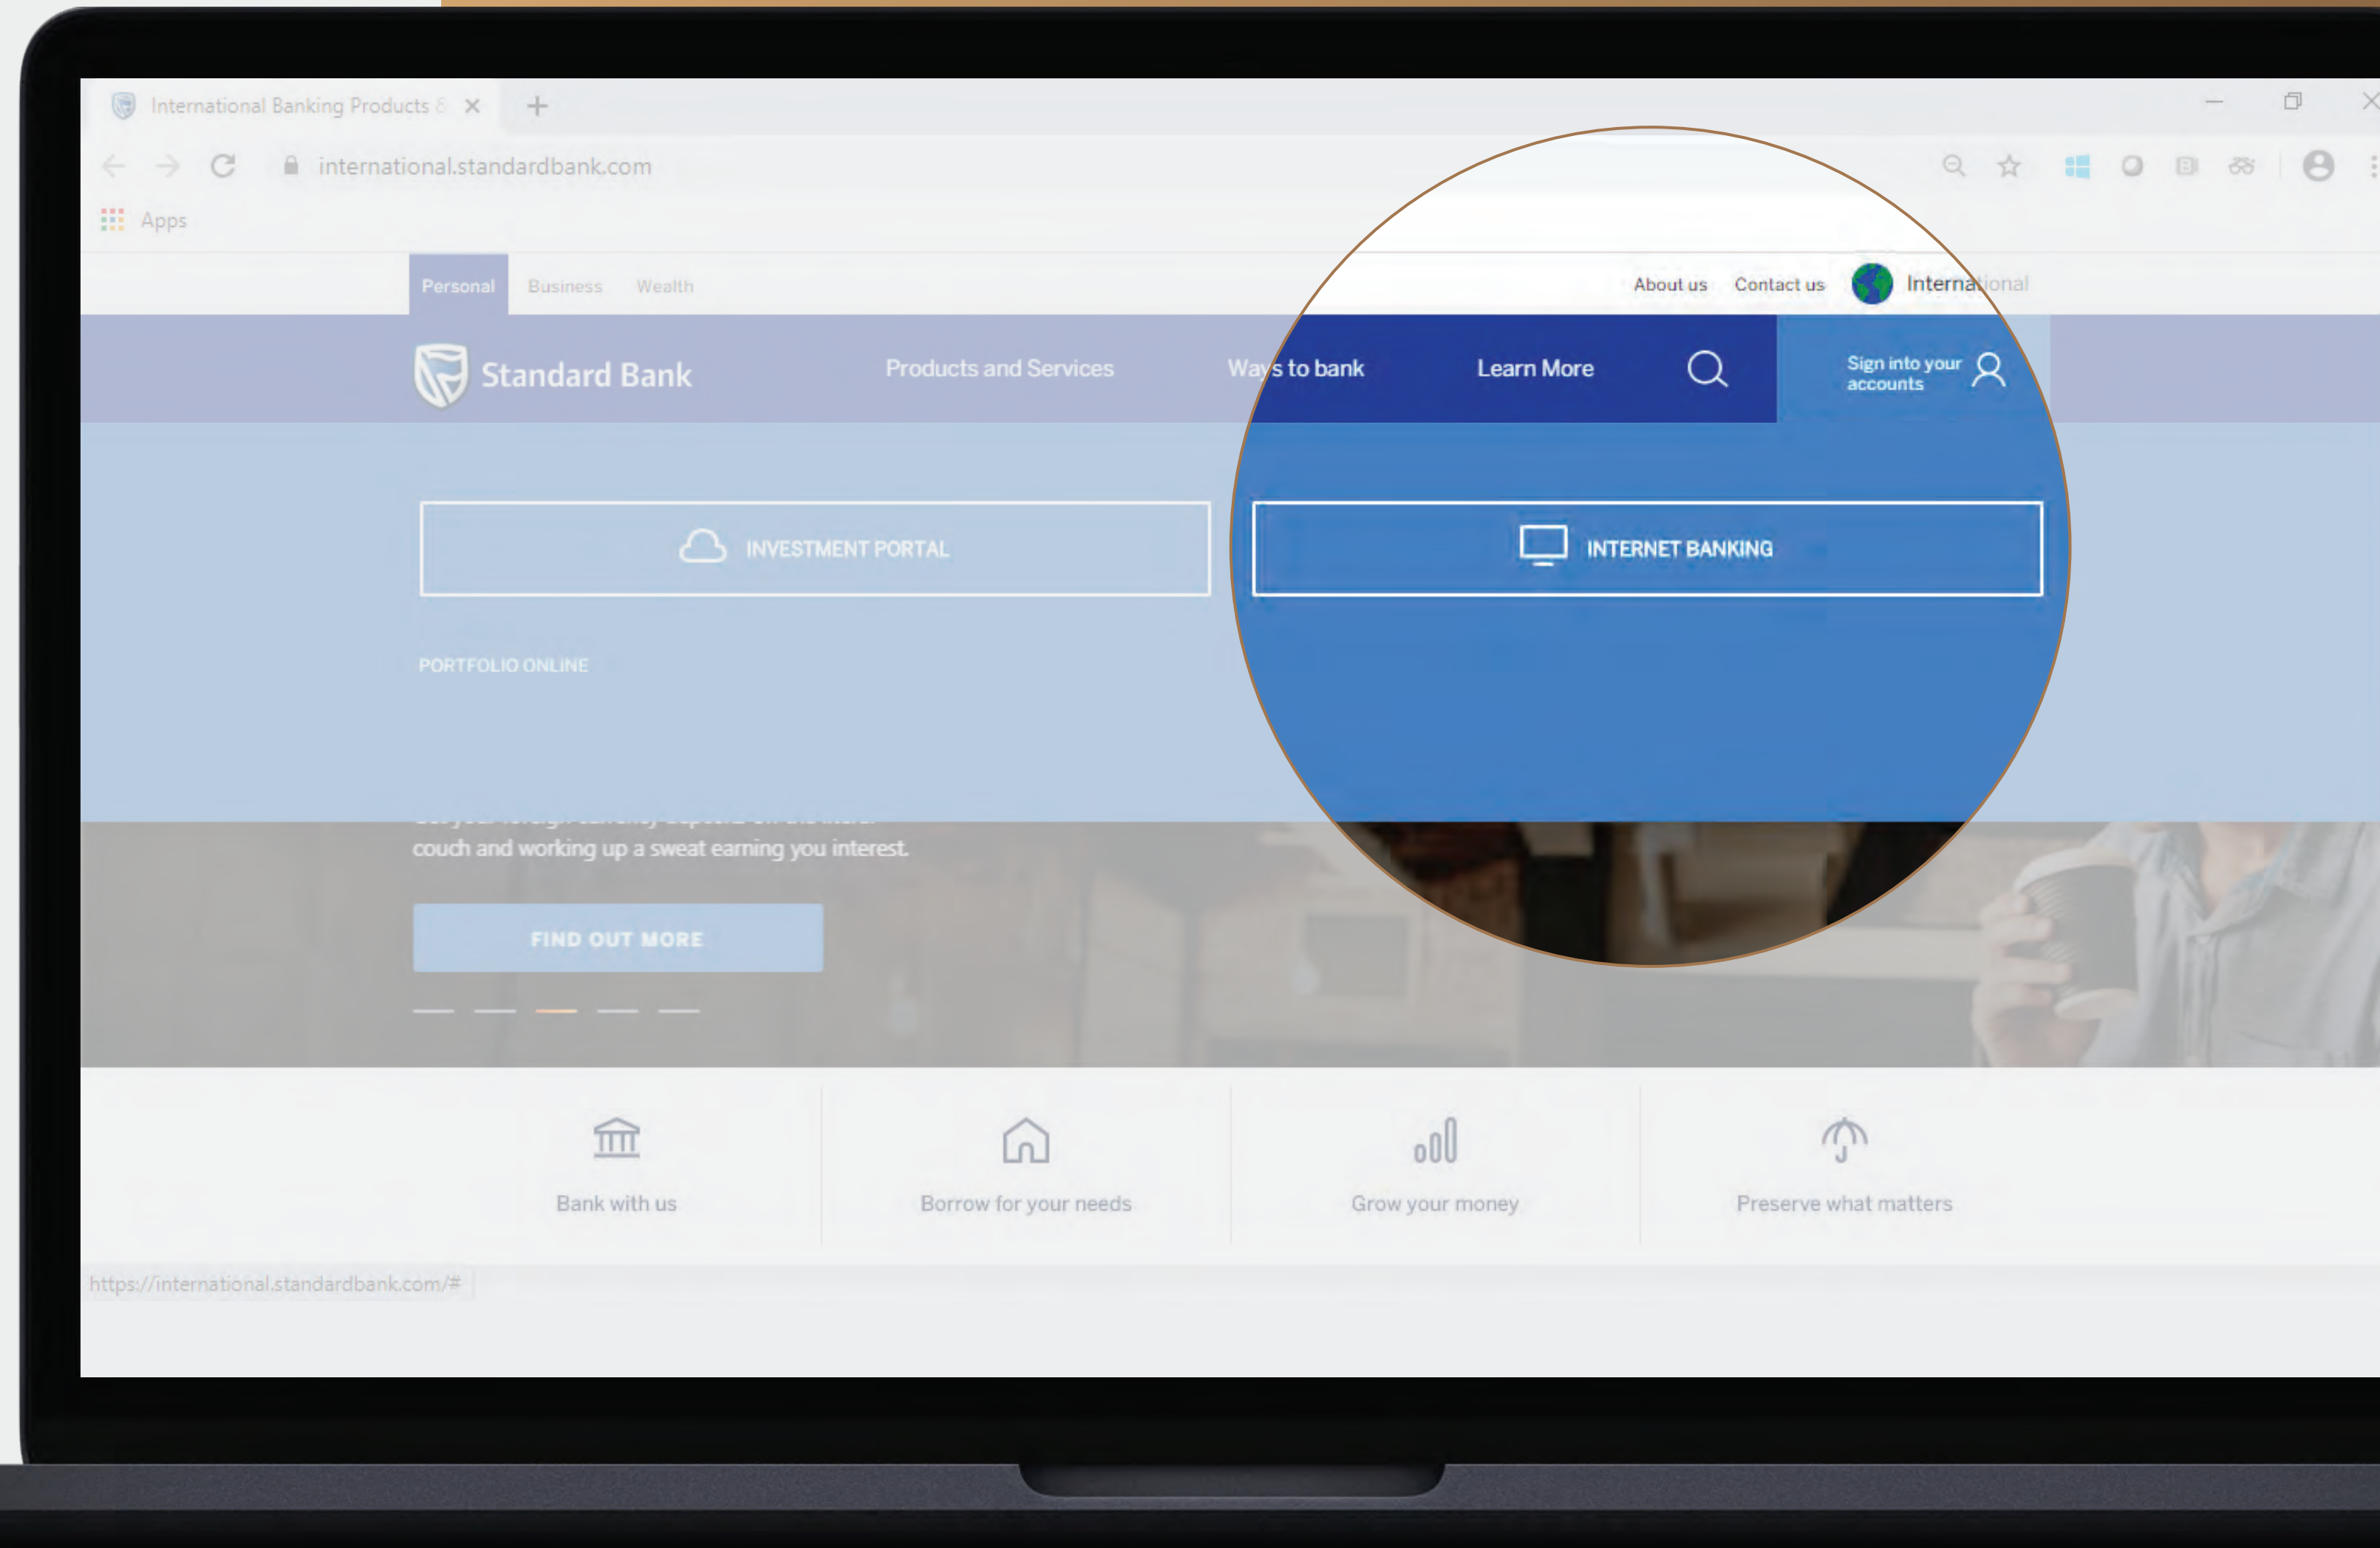 International Banking Products &
international.standardbank.com
Apps
Personal Business Wealth
About us Contact us International
Standard Bank
Products and Services Ways to bank Learn More
Sign into your
accounts
INVESTMENT PORTAL
INTERNET BANKING
PORTFOLIO ONLINE
couch and working up a sweat earning you interest.
FIND OUT MORE
Bank with us
Borrow for your needs
Grow your money
Preserve what matters
https://international.standardbank.com/#